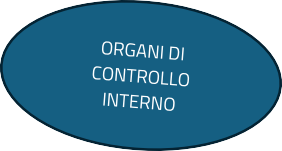 ORGANI DI
CONTROLLO
INTERNO